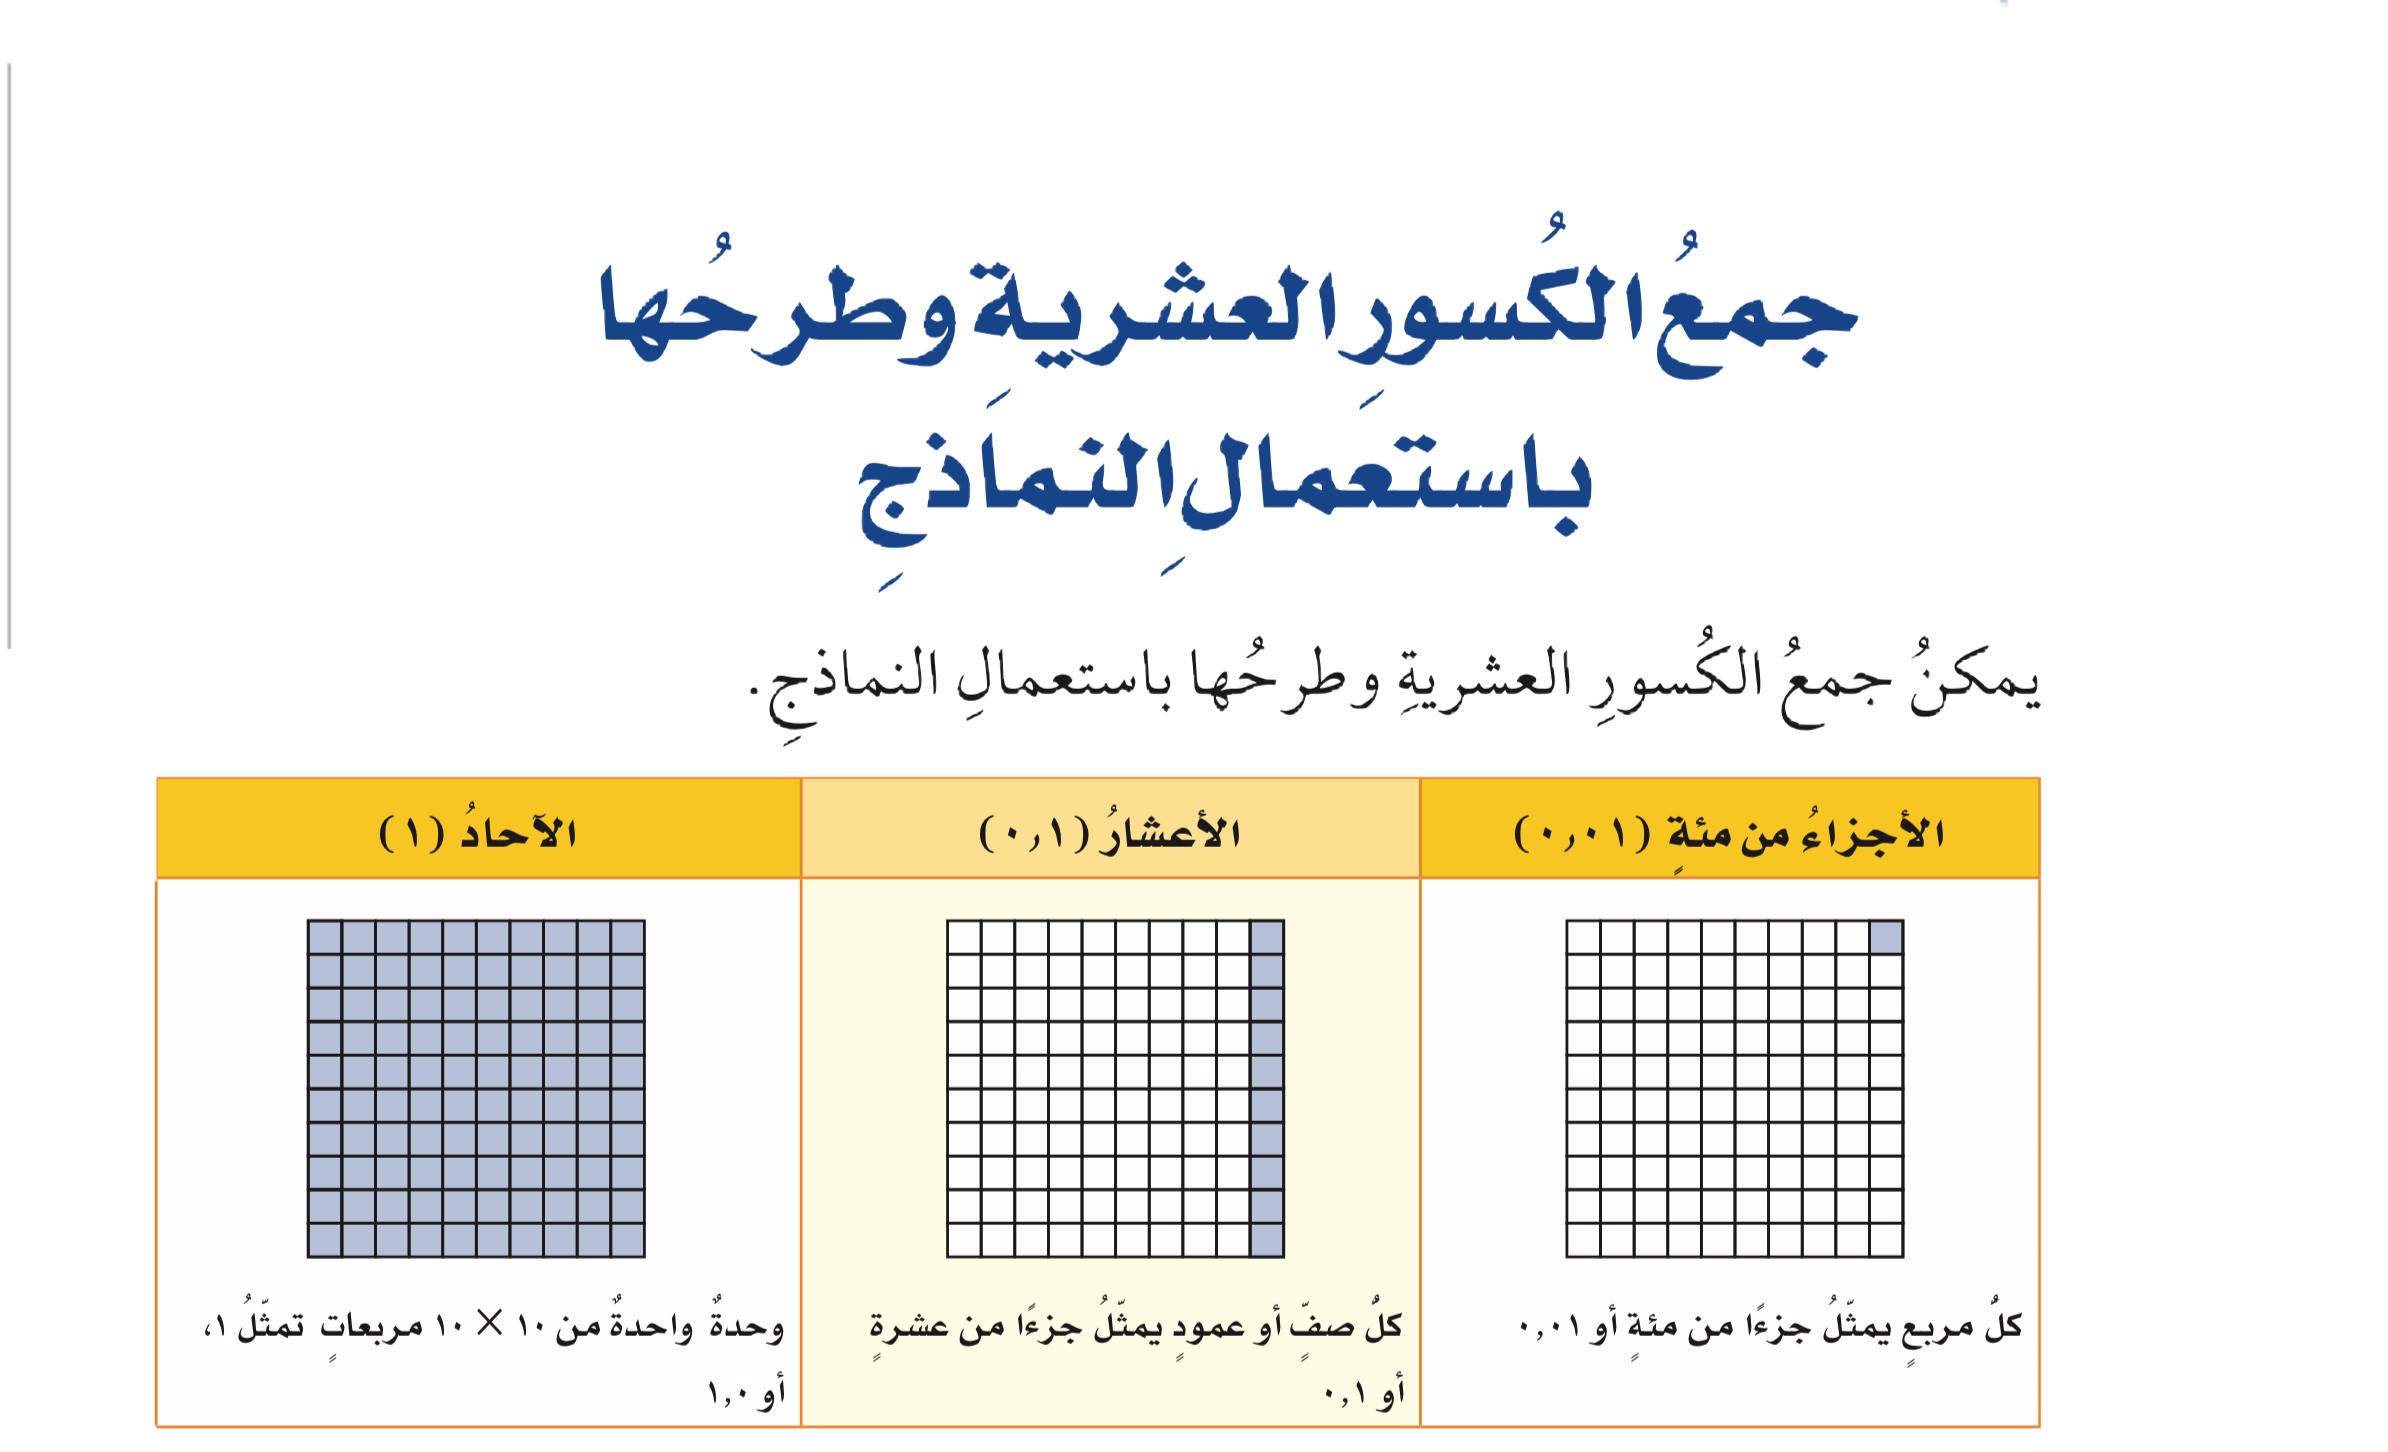 جمعُ الكُسورِ العشريةِ وطرحُها
باستعمالِ النماذجِ
يمكنُ جمعُ الكُسورِ العشريةِ وطرحُها باستعمالِ النماذجِ.
الأجزاءُ من مئةٍ (٠,٠١)
الأعشارُ (٠,١)
الآحادُ (١)
كلُّ مربعٍ يمثّلُ جزءًا من مئةٍ أو ٠,٠١
كلُّ صفٍّ أو عمودٍ يمثّلُ جزءًا من عشرةٍ
أو ٠,١
وحدةٌ واحدةٌ من ١٠ × ١٠ مربعاتٍ تمثّلُ ١،
أو ١,٠